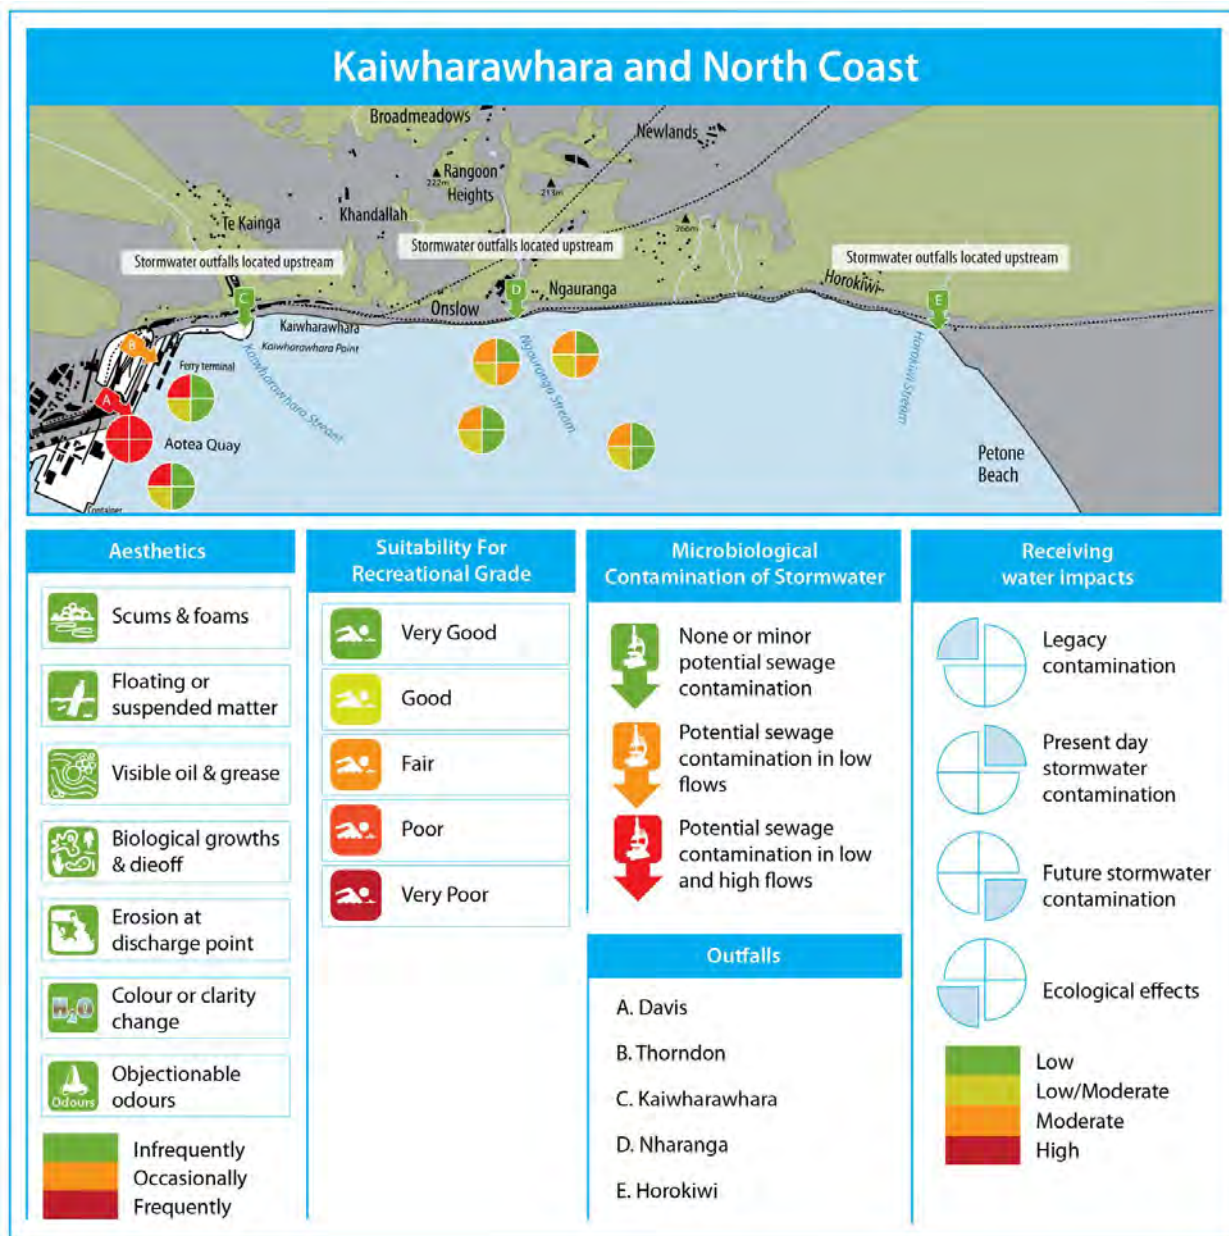 Kaiwharawhara and North Coast
Broadmeadows
Newlands
Rangoon
Heights
222m
213m
Te Kainga
Khandallah
266m
Stormwater outfalls located upstream
Stormwater outfalls located upstream
Stormwater outfalls located upstream
Horokiwi
Ngauranga
Onslow
C
D
E
Kaiwharawhara
Kaiwharawhara Point
B
Ferry terminal
A
Aotea Quay
Kaiwharawhara Stream
Ngauranga Stream
Horokiwi Stream
Petone
Beach
Container
Aesthetics
Scums & foams
Floating or
suspended matter
Visible oil & grease
Biological growths
& dieoff
Erosion at
discharge point
H2O
Colour or clarity
change
Odours
Objectionable
odours
Infrequently
Occasionally
Frequently
Suitability For
Recreational Grade
Very Good
Good
Fair
Poor
Very Poor
Microbiological
Contamination of Stormwater
None or minor
potential sewage
contamination
Potential sewage
contamination in low
flows
Potential sewage
contamination in low
and high flows
Outfalls
A. Davis
B. Thorndon
C. Kaiwharawhara
D. Nharanga
E. Horokiwi
Receiving
water impacts
Legacy
contamination
Present day
stormwater
contamination
Future stormwater
contamination
Ecological effects
Low
Low/Moderate
Moderate
High